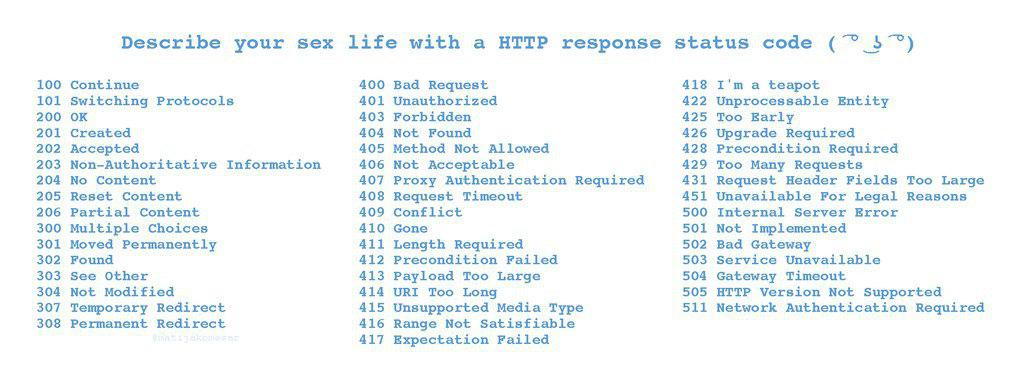 Describe your sex life with a HTTP response status code ( ͡° ͜ʖ ͡°)
100 Continue
101 Switching Protocols
200 OK
201 Created
202 Accepted
203 Non-Authoritative Information
204 No Content
205 Reset Content
206 Partial Content
300 Multiple Choices
301 Moved Permanently
302 Found
303 See Other
304 Not Modified
307 Temporary Redirect
308 Permanent Redirect
@matijakomesar
400 Bad Request
401 Unauthorized
403 Forbidden
404 Not Found
405 Method Not Allowed
406 Not Acceptable
407 Proxy Authentication Required
408 Request Timeout
409 Conflict
410 Gone
411 Length Required
412 Precondition Failed
413 Payload Too Large
414 URI Too Long
415 Unsupported Media Type
416 Range Not Satisfiable
417 Expectation Failed
418 I'm a teapot
422 Unprocessable Entity
425 Too Early
426 Upgrade Required
428 Precondition Required
429 Too Many Requests
431 Request Header Fields Too Large
451 Unavailable For Legal Reasons
500 Internal Server Error
501 Not Implemented
502 Bad Gateway
503 Service Unavailable
504 Gateway Timeout
505 HTTP Version Not Supported
511 Network Authentication Required